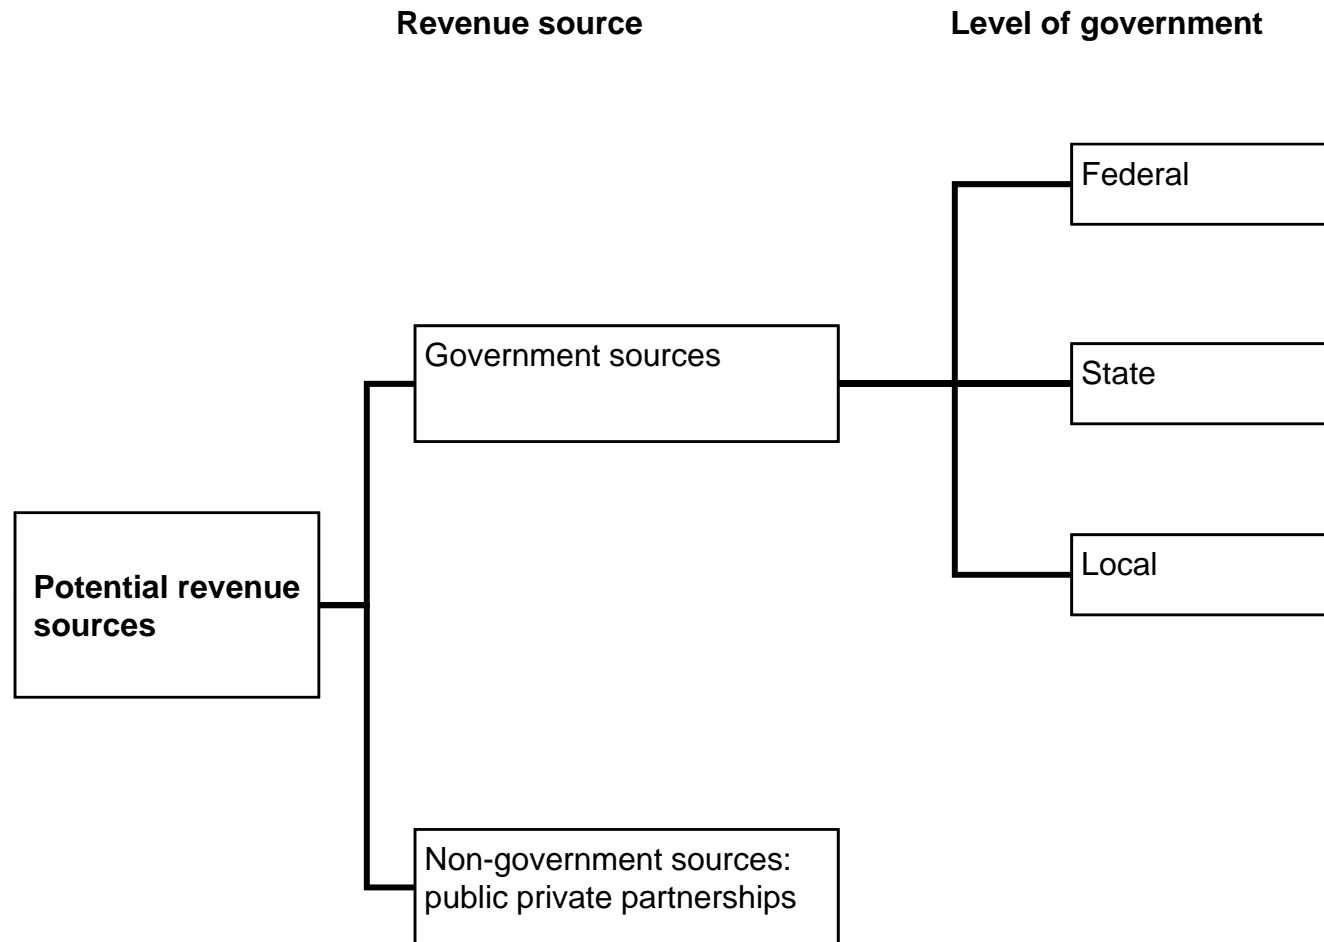 Revenue source
Level of government
Federal
Government sources
State
Local
Potential revenue
sources
Non-government sources:
public private partnerships